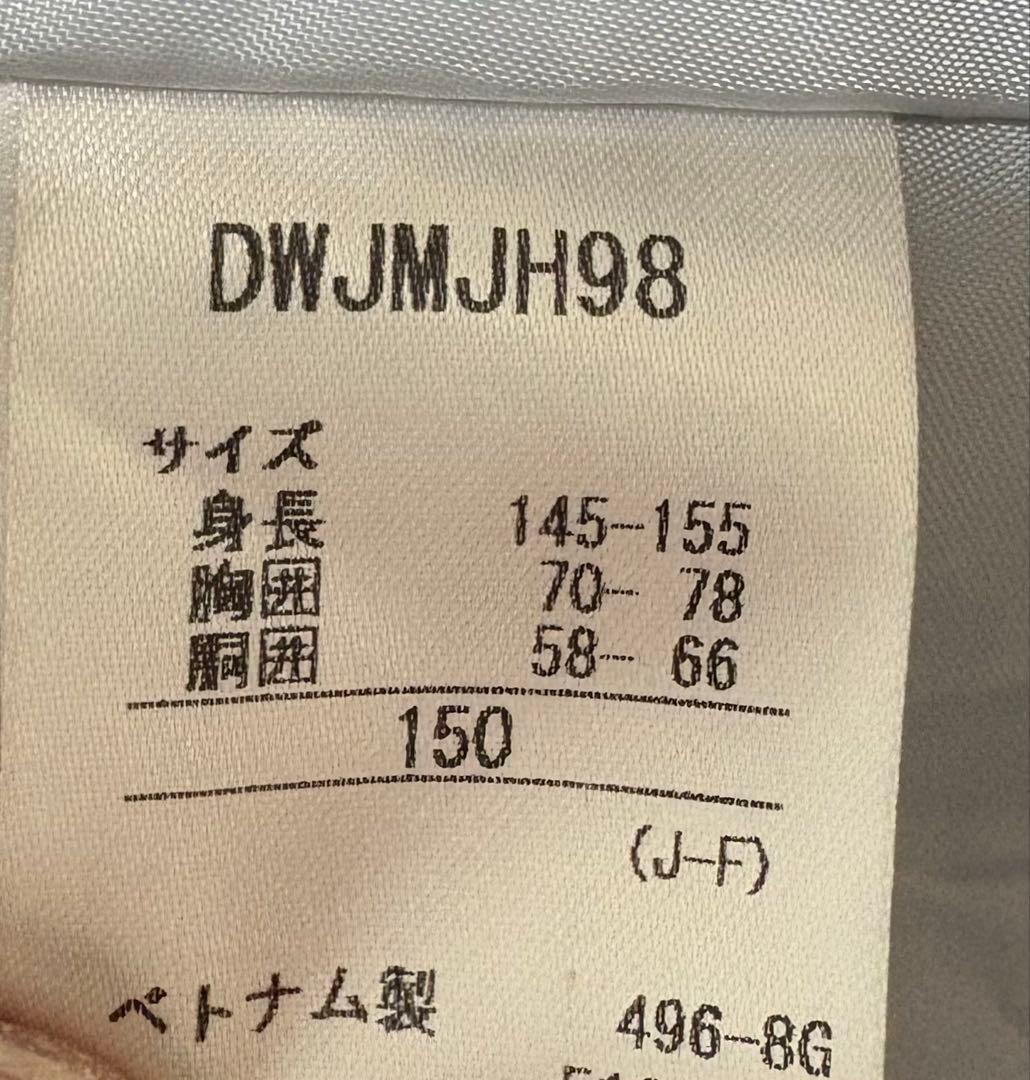 DWJMJH98
サイズ
身長 145-155
胸囲 70- 78
胴囲 58- 66
150
(J-F)
ベトナム製 496-8G